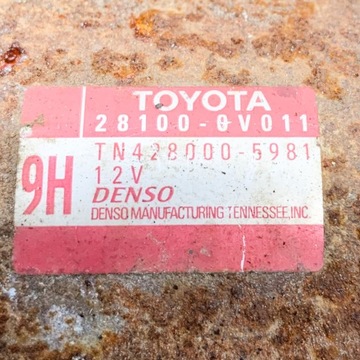 TOYOTA
28100-0V011
TN428000-5981
9H
12V
DENSO
DENSO MANUFACTURING TENNESSEE,INC.